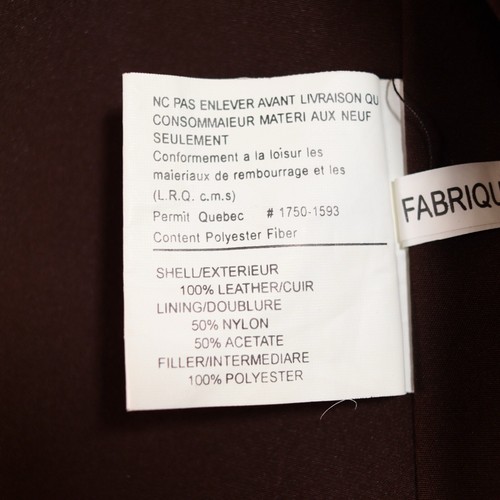 NC PAS ENLEVER AVANT LIVRAISON QU
CONSOMMAIEUR MATERI AUX NEUF
SEULEMENT
Conformement a la loisur les
maieriaux de rembourrage et les
(L.R.Q. c.m.s)
Permit Quebec # 1750-1593
Content Polyester Fiber
SHELL/EXTERIEUR
100% LEATHER/CUIR
LINING/DOUBLURE
50% NYLON
50% ACETATE
FILLER/INTERMEDIARE
100% POLYESTER
FABRIQU